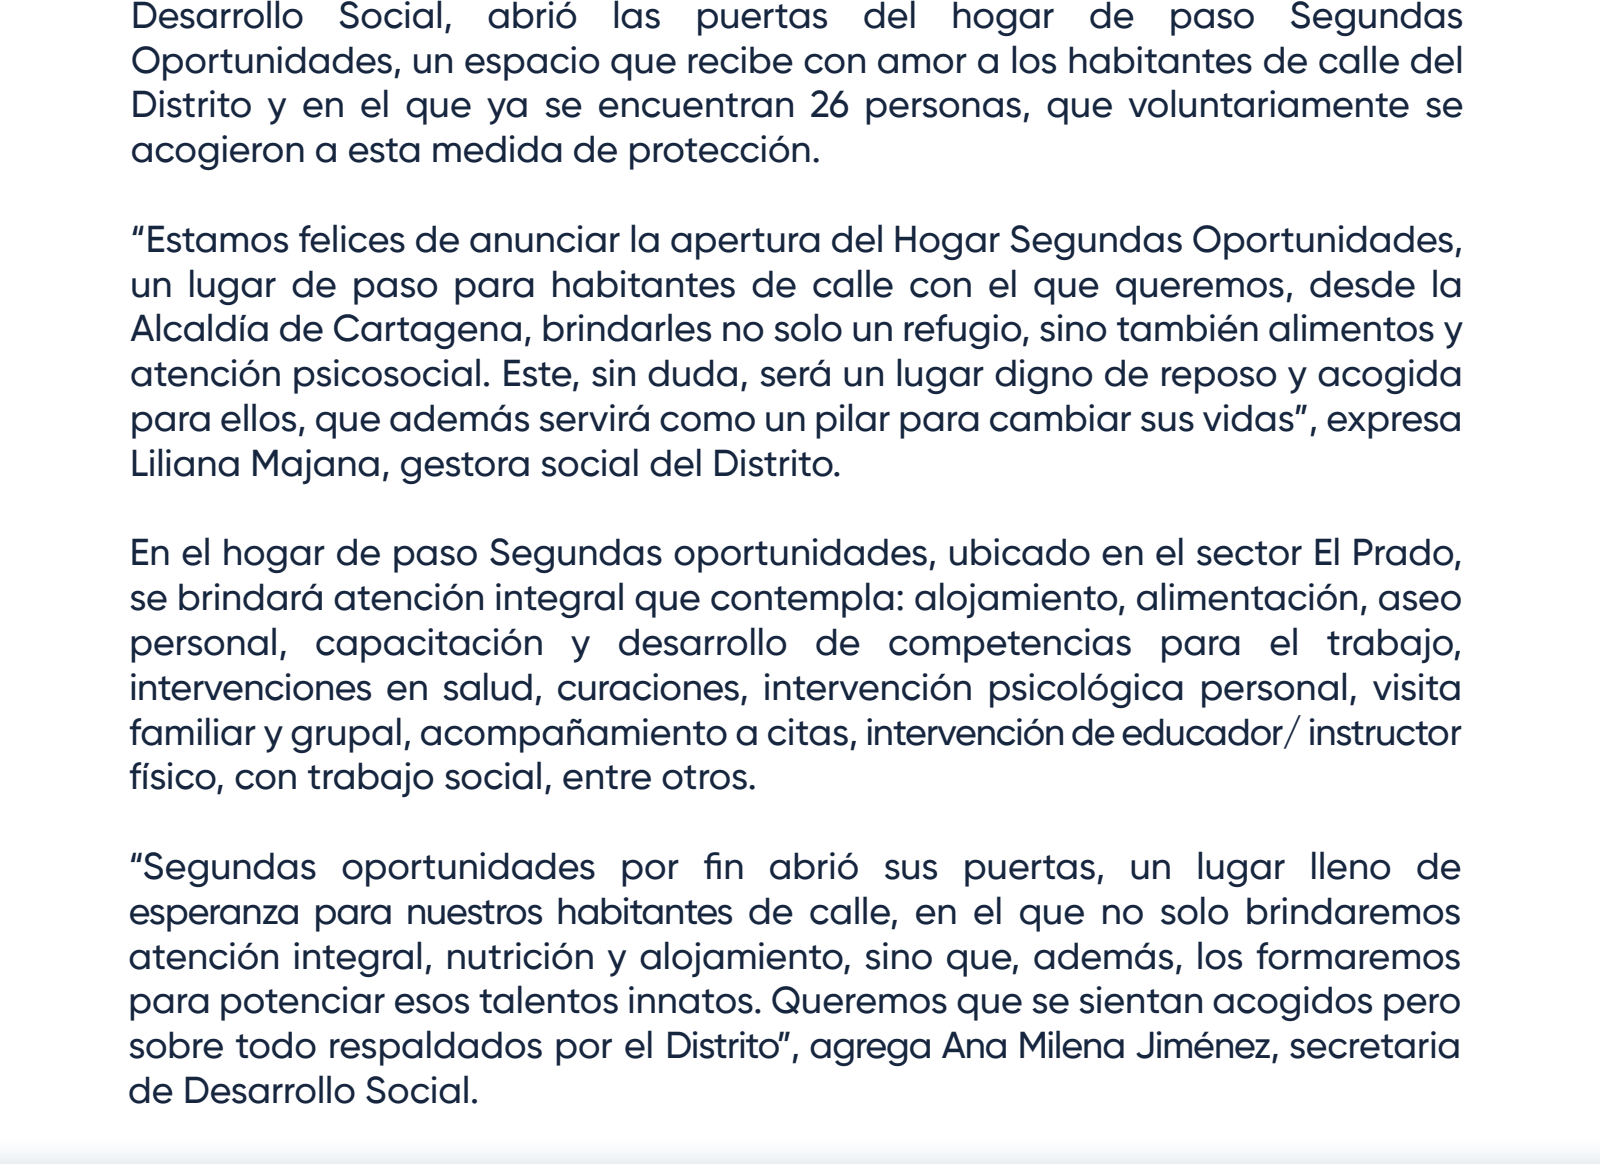 Desarrollo Social, abrió las puertas del hogar de paso Segundas
Oportunidades, un espacio que recibe con amor a los habitantes de calle del
Distrito y en el que ya se encuentran 26 personas, que voluntariamente se
acogieron a esta medida de protección.
“Estamos felices de anunciar la apertura del Hogar Segundas Oportunidades,
un lugar de paso para habitantes de calle con el que queremos, desde la
Alcaldía de Cartagena, brindarles no solo un refugio, sino también alimentos y
atención psicosocial. Este, sin duda, será un lugar digno de reposo y acogida
para ellos, que además servirá como un pilar para cambiar sus vidas”, expresa
Liliana Majana, gestora social del Distrito.
En el hogar de paso Segundas oportunidades, ubicado en el sector El Prado,
se brindará atención integral que contempla: alojamiento, alimentación, aseo
personal, capacitación y desarrollo de competencias para el trabajo,
intervenciones en salud, curaciones, intervención psicológica personal, visita
familiar y grupal, acompañamiento a citas, intervención de educador/ instructor
físico, con trabajo social, entre otros.
“Segundas oportunidades por fin abrió sus puertas, un lugar lleno de
esperanza para nuestros habitantes de calle, en el que no solo brindaremos
atención integral, nutrición y alojamiento, sino que, además, los formaremos
para potenciar esos talentos innatos. Queremos que se sientan acogidos pero
sobre todo respaldados por el Distrito”, agrega Ana Milena Jiménez, secretaria
de Desarrollo Social.